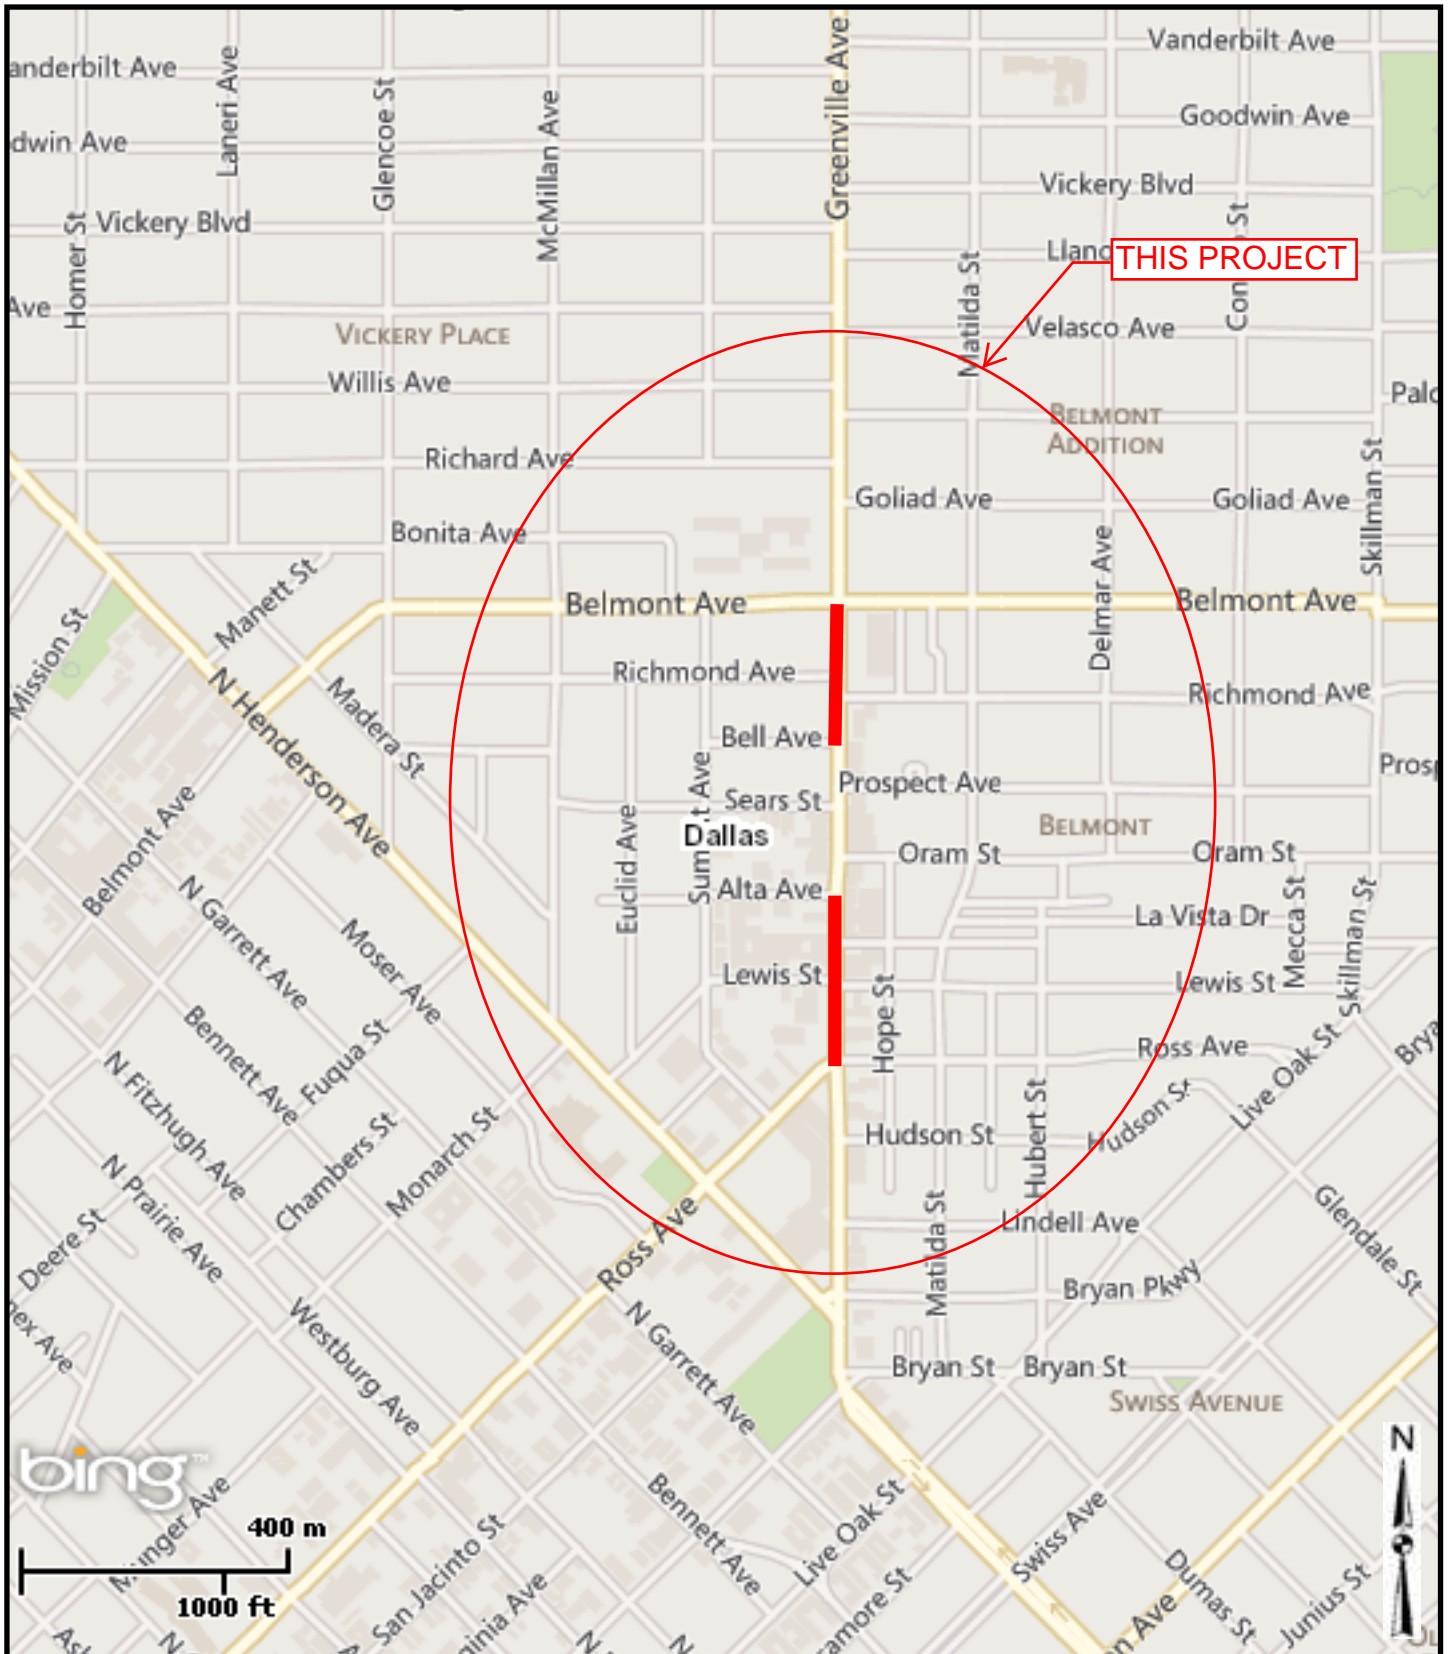 Vanderbilt Ave
anderbilt Ave
Laneri Ave
Glencoe St
McMillan Ave
Greenville Ave
Goodwin Ave
dwin Ave
Vickery Blvd
Vickery Blvd
Homer St
Matilda St
THIS PROJECT
Ave
VICKERY PLACE
Velasco Ave
Willis Ave
BELMONT
ADDITION
Richard Ave
Goliad Ave
Goliad Ave
Skillman St
Bonita Ave
Manett St
Delmar Ave
Belmont Ave
Belmont Ave
Mission St
Richmond Ave
Richmond Ave
N Henderson Ave
Madera St
Bell Ave
Prospect Ave
Sears St
Dallas
BELMONT
Belmont Ave
Euclid Ave
Oram St
Oram St
Alta Ave
N Garrett Ave
Moser Ave
La Vista Dr
Mecca St
Skillman St
Lewis St
Lewis St
Hope St
Bennett Ave
Fuqua St
Ross Ave
Live Oak St
N Fitzhugh Ave
Hubert St
Hudson St
Hudson St
Chambers St
Monarch St
N Prairie Ave
Deere St
Matilda St
Lindell Ave
Glendale St
Ross Ave
Bryan Pkwy
Westburg Ave
N Garrett Ave
Bryan St
Bryan St
SWISS AVENUE
bing™
N
Munger Ave
400 m
1000 ft
San Jacinto St
Bennett Ave
Live Oak St
Swiss Ave
Dumas St
Junius St